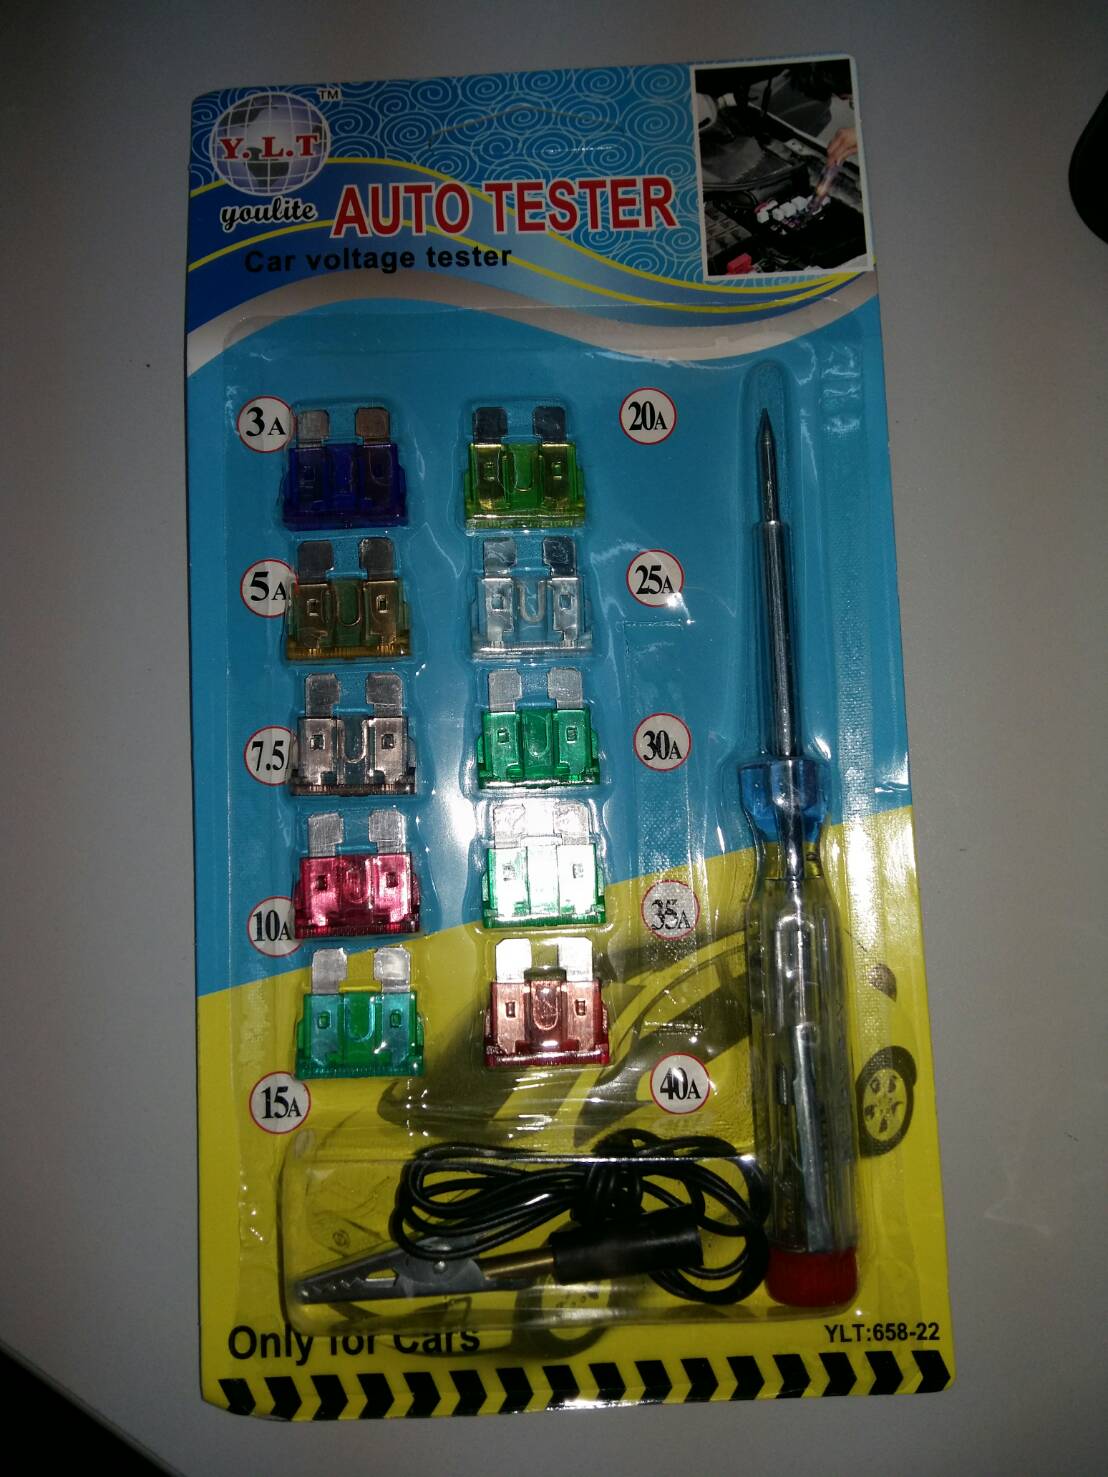 TM
Y. L.T
youlite
AUTO TESTER
Car voltage tester
3A
20A
5A
25A
7.5
30A
10A
35A
15A
40A
Only for Cars
YLT:658-22